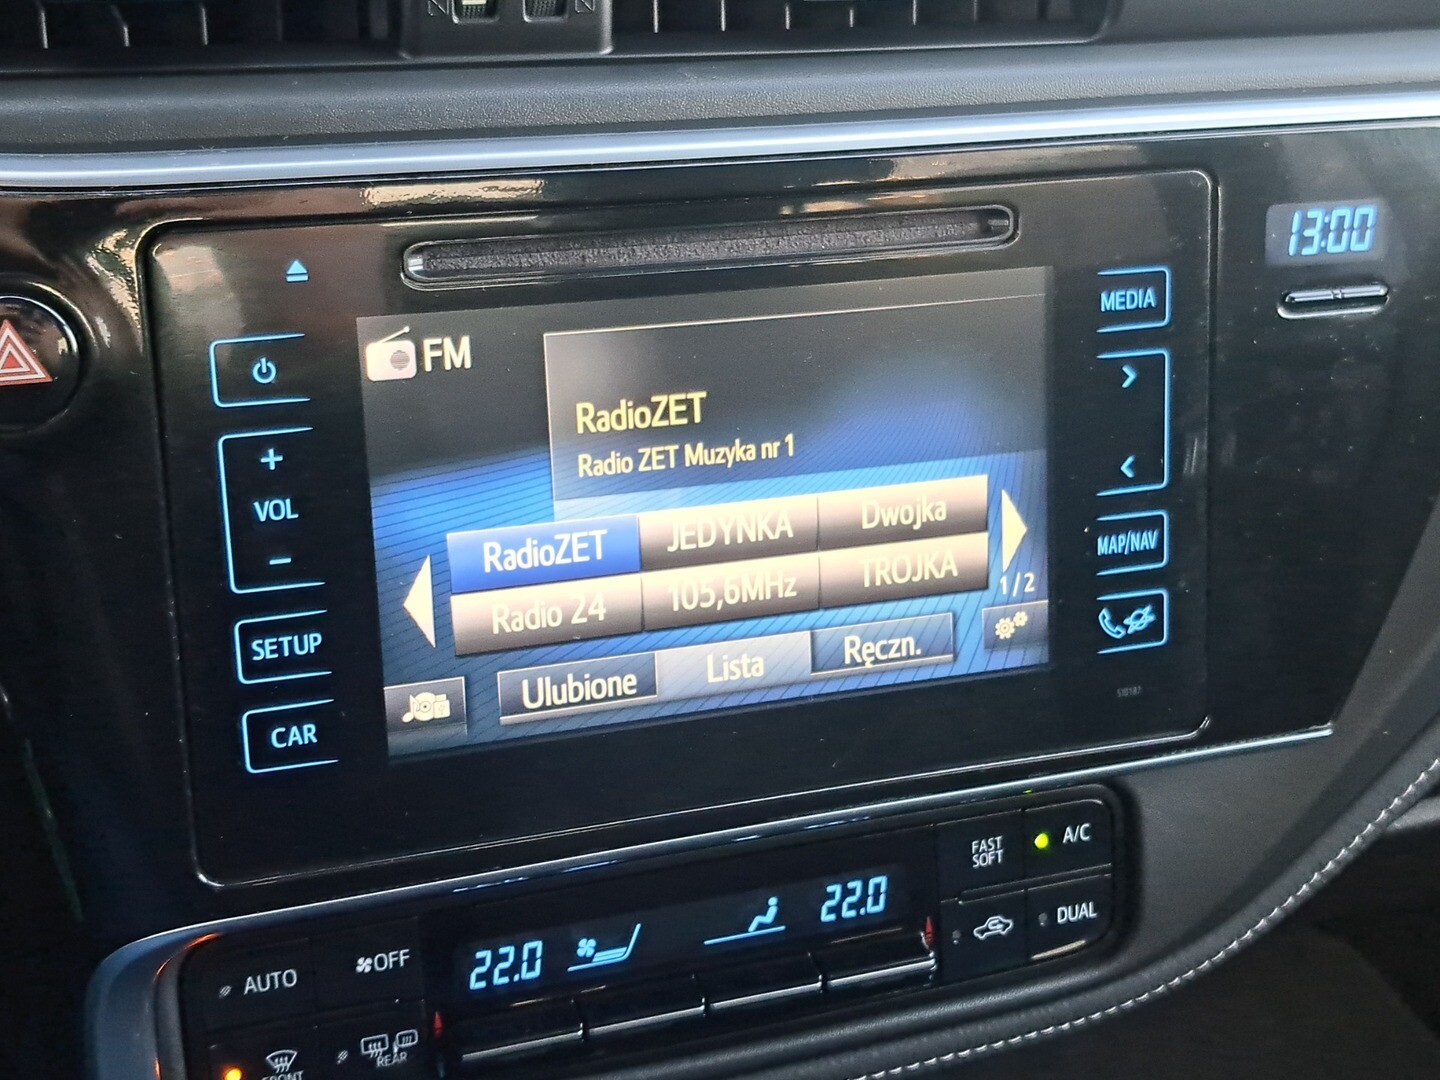 13:00
MEDIA
FM
RadioZET
Radio ZET Muzyka nr 1
VOL
RadioZET JEDYNKA Dwojka
Radio 24 105,6MHz TROJKA
1/2
MAP/NAV
SETUP
Ulubione Lista Ręczn.
CAR
510187
FAST
SOFT
A/C
22.0
22.0
DUAL
AUTO
OFF
REAR
FRONT